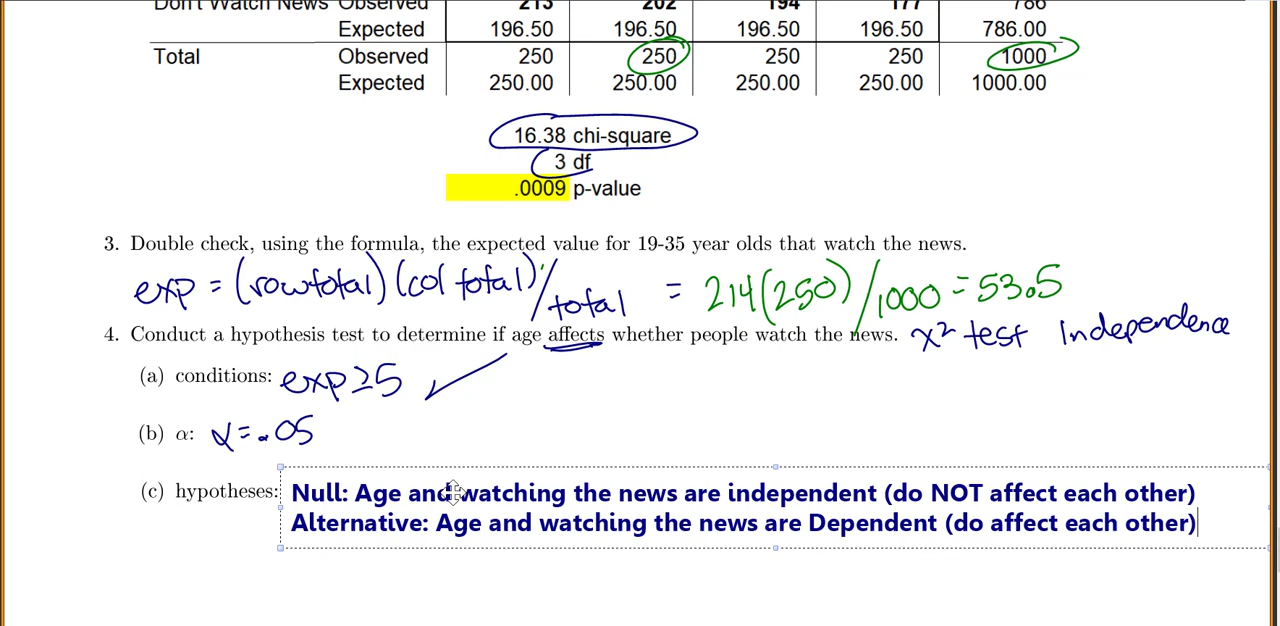 Don't Watch News Observed 213 202 194 177 786
Expected 196.50 196.50 196.50 196.50 786.00
Total Observed 250 250 250 250 1000
Expected 250.00 250.00 250.00 250.00 1000.00
16.38 chi-square
3 df
.0009 p-value
3. Double check, using the formula, the expected value for 19-35 year olds that watch the news.
exp = (row total) (col total) / total = 214(250) / 1000 = 53.5
4. Conduct a hypothesis test to determine if age affects whether people watch the news. x² test Independence
(a) conditions: exp ≥ 5 ✓
(b) α: α = .05
(c) hypotheses: Null: Age and watching the news are independent (do NOT affect each other)
Alternative: Age and watching the news are Dependent (do affect each other)